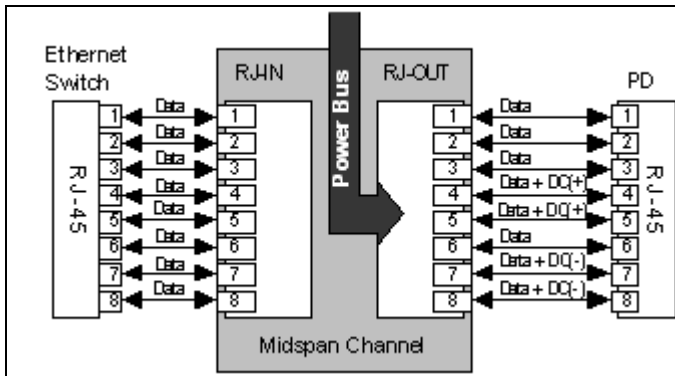 Ethernet
Switch
RJ-IN
RJ-OUT
PD
Power Bus
RJ-45
1 Data 1
2 Data 2
3 Data 3
4 Data 4
5 Data 5
6 Data 6
7 Data 7
8 Data 8
1 Data 1
2 Data 2
3 Data 3
4 Data + DC(+) 4
5 Data + DC(+) 5
6 Data 6
7 Data + DC(-) 7
8 Data + DC(-) 8
RJ-45
Midspan Channel